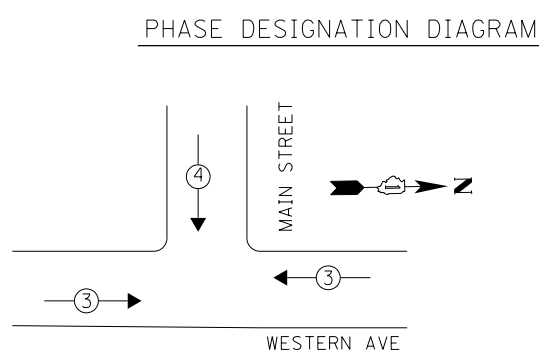 PHASE DESIGNATION DIAGRAM
MAIN STREET
4
N
3
3
WESTERN AVE